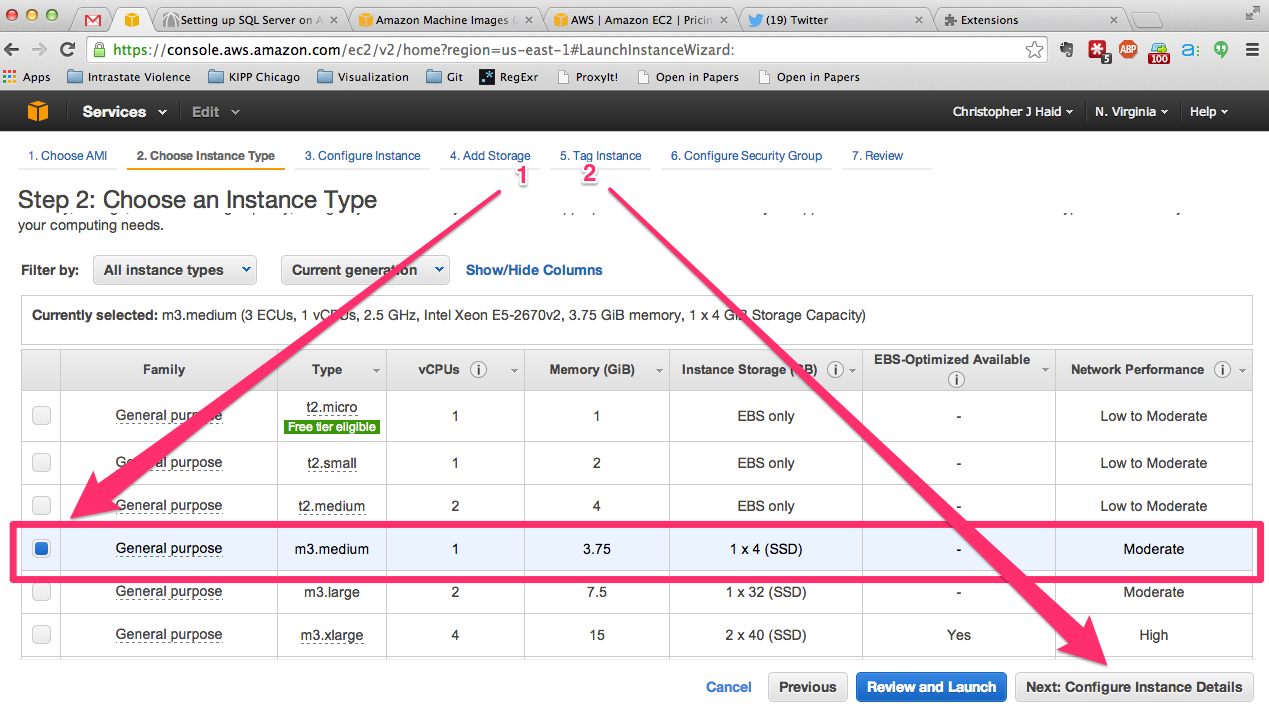 Setting up SQL Server on A
Amazon Machine Images (
AWS | Amazon EC2 | Pricin
(19) Twitter
Extensions
https://console.aws.amazon.com/ec2/v2/home?region=us-east-1#LaunchInstanceWizard:
5
ABP
100
a:
Apps
Intrastate Violence
KIPP Chicago
Visualization
Git
.*
RegExr
ProxyIt!
Open in Papers
Open in Papers
Services
Edit
Christopher J Haid
N. Virginia
Help
1. Choose AMI
2. Choose Instance Type
3. Configure Instance
4. Add Storage
5. Tag Instance
6. Configure Security Group
7. Review
1
2
Step 2: Choose an Instance Type
your computing needs.
Filter by:
All instance types
Current generation
Show/Hide Columns
Currently selected: m3.medium (3 ECUs, 1 vCPUs, 2.5 GHz, Intel Xeon E5-2670v2, 3.75 GiB memory, 1 x 4 GiB Storage Capacity)
Family
Type
vCPUs
Memory (GiB)
Instance Storage (GB)
EBS-Optimized Available
Network Performance
General purpose
t2.micro
Free tier eligible
1
1
EBS only
-
Low to Moderate
General purpose
t2.small
1
2
EBS only
-
Low to Moderate
General purpose
t2.medium
2
4
EBS only
-
Low to Moderate
General purpose
m3.medium
1
3.75
1 x 4 (SSD)
-
Moderate
General purpose
m3.large
2
7.5
1 x 32 (SSD)
-
Moderate
General purpose
m3.xlarge
4
15
2 x 40 (SSD)
Yes
High
Cancel
Previous
Review and Launch
Next: Configure Instance Details